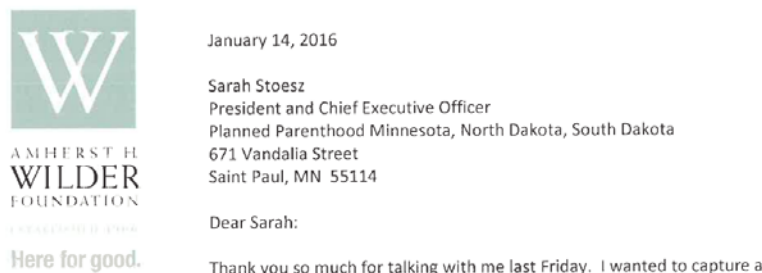 W
January 14, 2016
Sarah Stoesz
President and Chief Executive Officer
Planned Parenthood Minnesota, North Dakota, South Dakota
671 Vandalia Street
Saint Paul, MN 55114
AMHERST H
WILDER
FOUNDATION
Here for good.
Dear Sarah:
Thank you so much for talking with me last Friday. I wanted to capture a